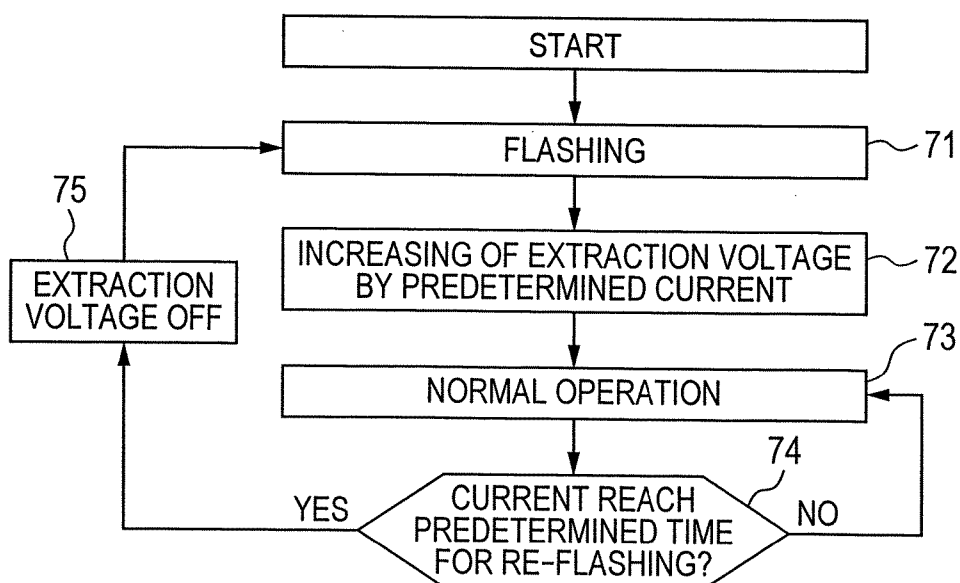 START
FLASHING
71
75
INCREASING OF EXTRACTION VOLTAGE
BY PREDETERMINED CURRENT
72
EXTRACTION
VOLTAGE OFF
73
NORMAL OPERATION
74
YES
CURRENT REACH
PREDETERMINED TIME
FOR RE-FLASHING?
NO